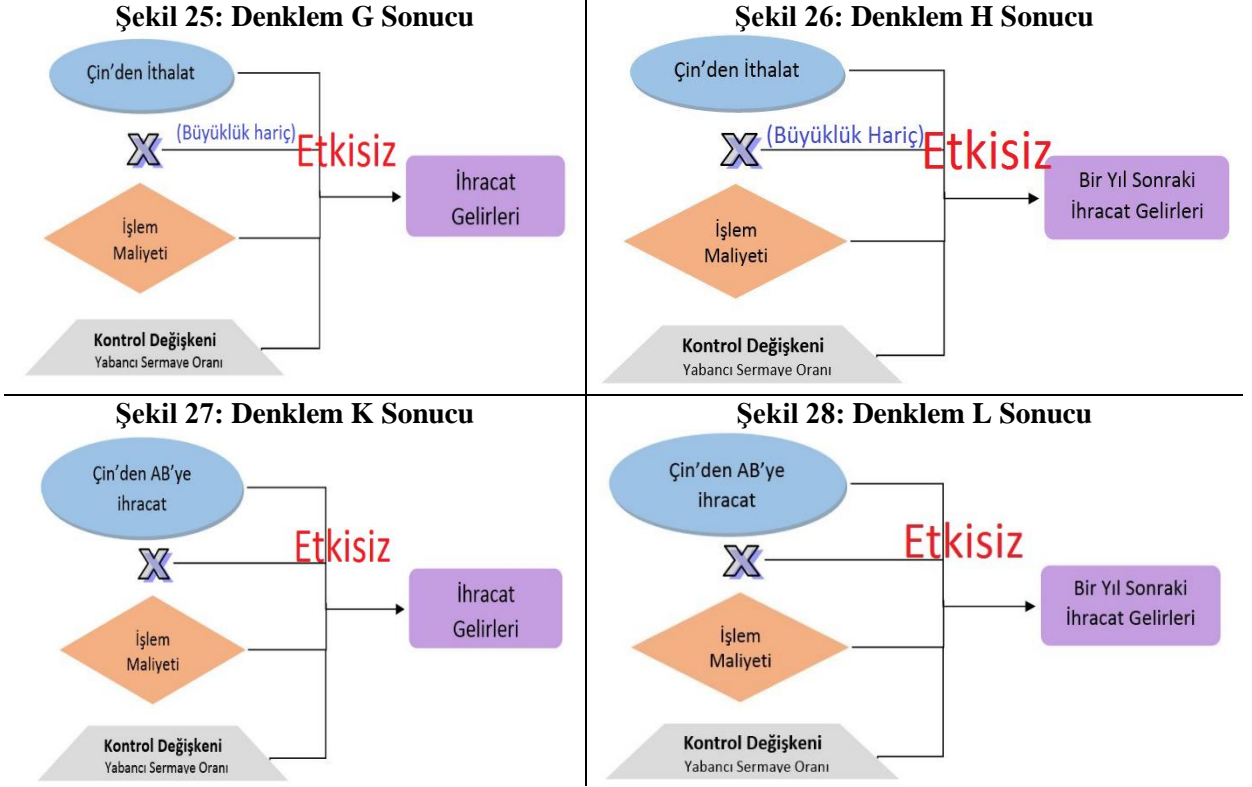 Şekil 25: Denklem G Sonucu
Çin’den İthalat
X
(Büyüklük hariç)
Etkisiz
İhracat
Gelirleri
İşlem
Maliyeti
Kontrol Değişkeni
Yabancı Sermaye Oranı
Şekil 26: Denklem H Sonucu
Çin’den İthalat
X
(Büyüklük Hariç)
Etkisiz
Bir Yıl Sonraki
İhracat Gelirleri
İşlem
Maliyeti
Kontrol Değişkeni
Yabancı Sermaye Oranı
Şekil 27: Denklem K Sonucu
Çin’den AB’ye
ihracat
X
Etkisiz
İhracat
Gelirleri
İşlem
Maliyeti
Kontrol Değişkeni
Yabancı Sermaye Oranı
Şekil 28: Denklem L Sonucu
Çin’den AB’ye
ihracat
X
Etkisiz
Bir Yıl Sonraki
İhracat Gelirleri
İşlem
Maliyeti
Kontrol Değişkeni
Yabancı Sermaye Oranı